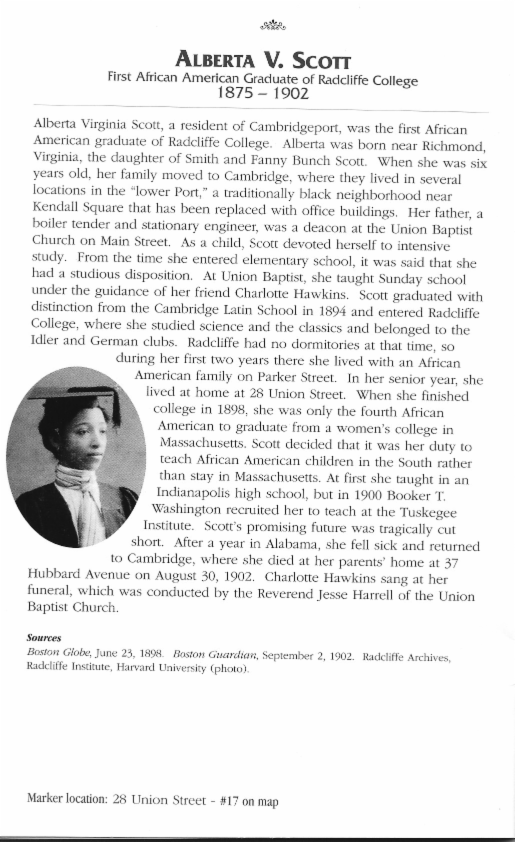 ALBERTA V. SCOTT
First African American Graduate of Radcliffe College
1875 – 1902
Alberta Virginia Scott, a resident of Cambridgeport, was the first African
American graduate of Radcliffe College. Alberta was born near Richmond,
Virginia, the daughter of Smith and Fanny Bunch Scott. When she was six
years old, her family moved to Cambridge, where they lived in several
locations in the “lower Port,” a traditionally black neighborhood near
Kendall Square that has been replaced with office buildings. Her father, a
boiler tender and stationary engineer, was a deacon at the Union Baptist
Church on Main Street. As a child, Scott devoted herself to intensive
study. From the time she entered elementary school, it was said that she
had a studious disposition. At Union Baptist, she taught Sunday school
under the guidance of her friend Charlotte Hawkins. Scott graduated with
distinction from the Cambridge Latin School in 1894 and entered Radcliffe
College, where she studied science and the classics and belonged to the
Idler and German clubs. Radcliffe had no dormitories at that time, so
during her first two years there she lived with an African
American family on Parker Street. In her senior year, she
lived at home at 28 Union Street. When she finished
college in 1898, she was only the fourth African
American to graduate from a women's college in
Massachusetts. Scott decided that it was her duty to
teach African American children in the South rather
than stay in Massachusetts. At first she taught in an
Indianapolis high school, but in 1900 Booker T.
Washington recruited her to teach at the Tuskegee
Institute. Scott's promising future was tragically cut
short. After a year in Alabama, she fell sick and returned
to Cambridge, where she died at her parents' home at 37
Hubbard Avenue on August 30, 1902. Charlotte Hawkins sang at her
funeral, which was conducted by the Reverend Jesse Harrell of the Union
Baptist Church.
Sources
Boston Globe, June 23, 1898. Boston Guardian, September 2, 1902. Radcliffe Archives,
Radcliffe Institute, Harvard University (photo).
Marker location: 28 Union Street - #17 on map